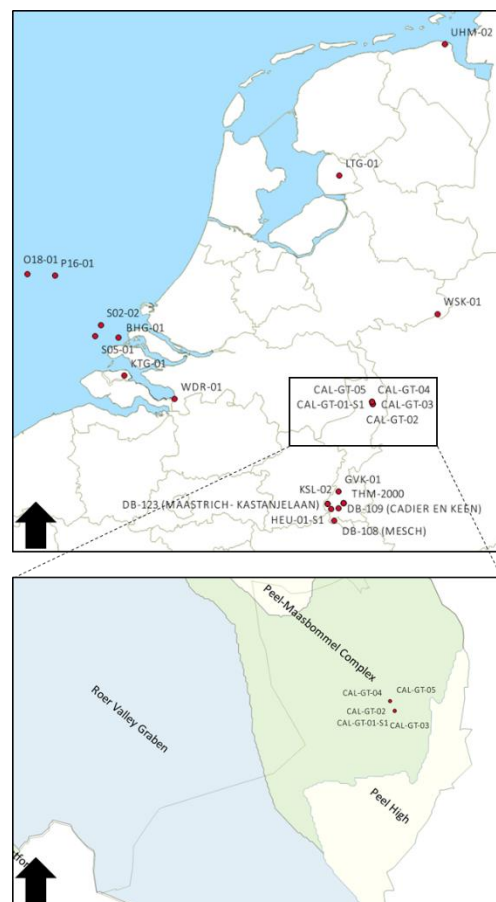 UHM-02
LTG-01
O18-01
P16-01
WSK-01
S02-02
BHG-01
S05-01
KTG-01
WDR-01
CAL-GT-05 CAL-GT-04
CAL-GT-01-S1 CAL-GT-03
CAL-GT-02
GVK-01
KSL-02
THM-2000
DB-123 (MAASTRICH- KASTANJELAAN)
DB-109 (CADIER EN KEEN)
HEU-01-S1
DB-108 (MESCH)
Peel-Maasbommel Complex
Roer Valley Graben
CAL-GT-05
CAL-GT-04
CAL-GT-02
CAL-GT-01-S1 CAL-GT-03
Peel High